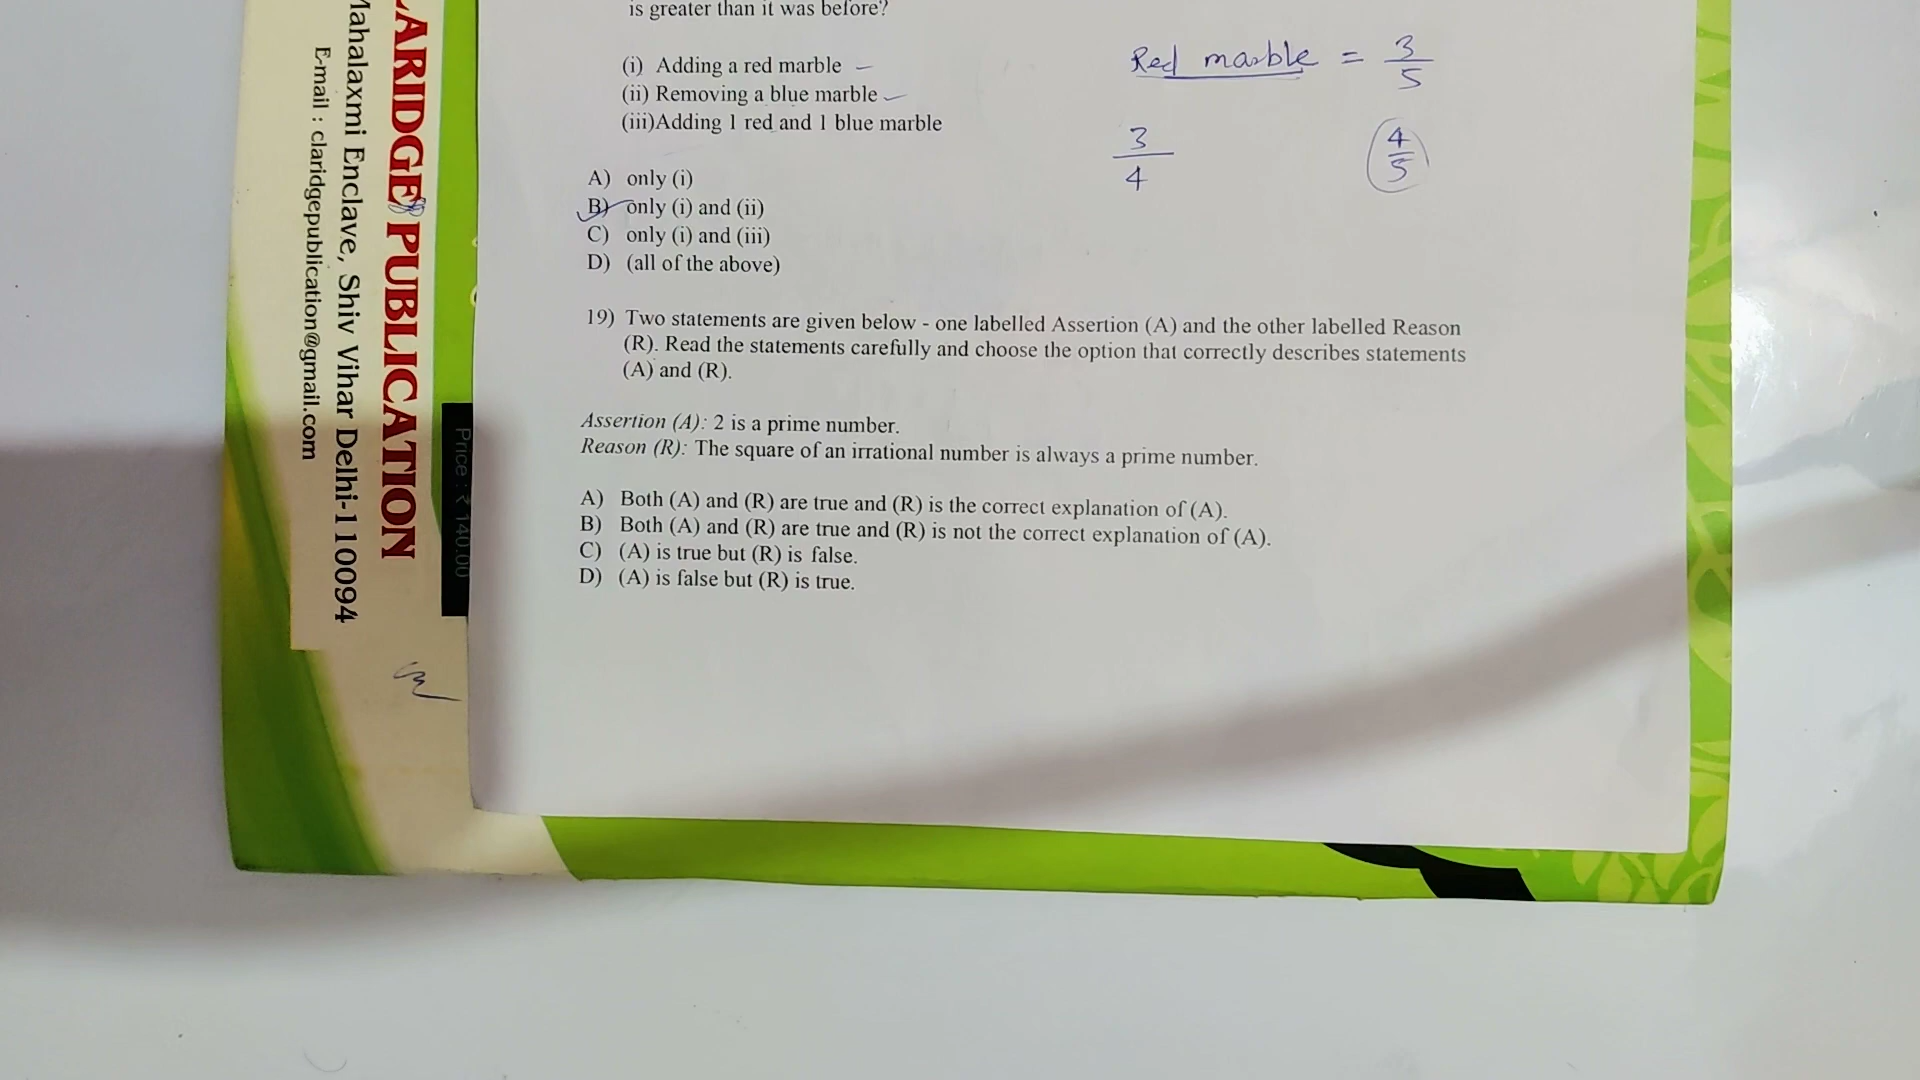 is greater than it was before?
(i) Adding a red marble
(ii) Removing a blue marble
(iii)Adding 1 red and 1 blue marble
A) only (i)
B) only (i) and (ii)
C) only (i) and (iii)
D) (all of the above)
Red marble = 3/5
3/4
4/5
19) Two statements are given below - one labelled Assertion (A) and the other labelled Reason
(R). Read the statements carefully and choose the option that correctly describes statements
(A) and (R).
Assertion (A): 2 is a prime number.
Reason (R): The square of an irrational number is always a prime number.
A) Both (A) and (R) are true and (R) is the correct explanation of (A).
B) Both (A) and (R) are true and (R) is not the correct explanation of (A).
C) (A) is true but (R) is false.
D) (A) is false but (R) is true.
LARIDGE PUBLICATION
Mahalaxmi Enclave, Shiv Vihar Delhi-110094
E-mail : claridgepublication@gmail.com
Price : ₹ 140.00